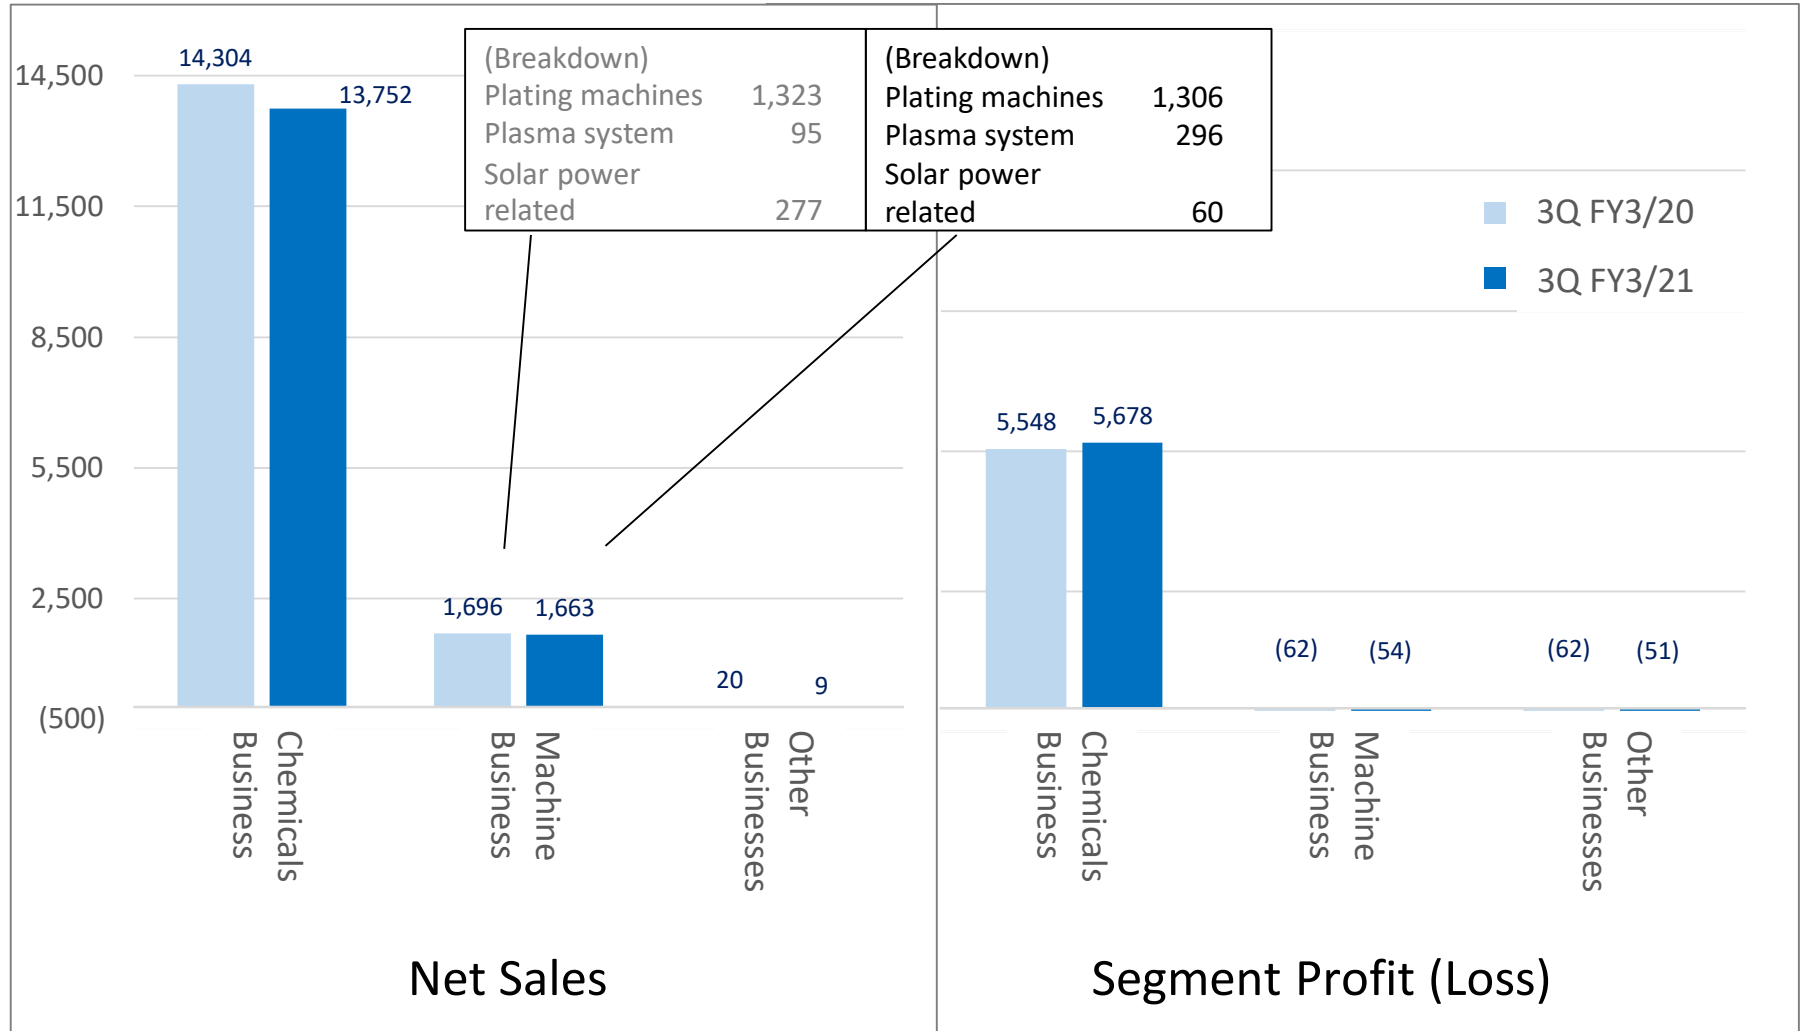 14,500
11,500
8,500
5,500
2,500
(500)
14,304
13,752
1,696
1,663
20
9
(Breakdown)
Plating machines 1,323
Plasma system 95
Solar power
related 277
(Breakdown)
Plating machines 1,306
Plasma system 296
Solar power
related 60
Chemicals
Business
Machine
Business
Other
Businesses
Net Sales
3Q FY3/20
3Q FY3/21
5,548
5,678
(62)
(54)
(62)
(51)
Chemicals
Business
Machine
Business
Other
Businesses
Segment Profit (Loss)